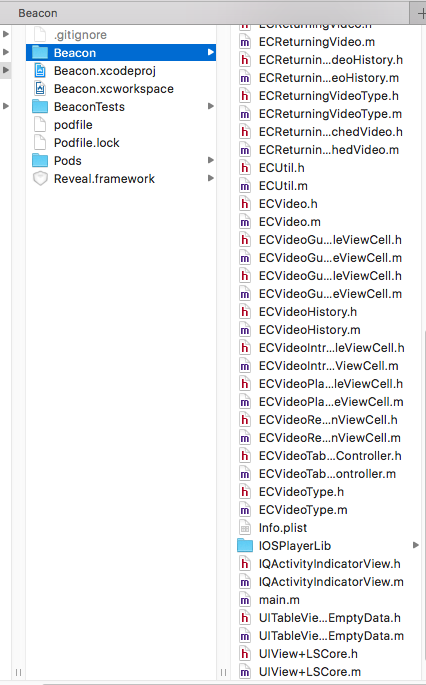 Beacon
.gitignore
Beacon
Beacon.xcodeproj
Beacon.xcworkspace
BeaconTests
podfile
Podfile.lock
Pods
Reveal.framework
ECReturningVideo.h
ECReturningVideo.m
ECReturnin...deoHistory.h
ECReturnin...eoHistory.m
ECReturningVideoType.h
ECReturningVideoType.m
ECReturnin...chedVideo.h
ECReturnin...hedVideo.m
ECUtil.h
ECUtil.m
ECVideo.h
ECVideo.m
ECVideoGu...leViewCell.h
ECVideoGu...eViewCell.m
ECVideoGu...leViewCell.h
ECVideoGu...eViewCell.m
ECVideoHistory.h
ECVideoHistory.m
ECVideoIntr...leViewCell.h
ECVideoIntr...ViewCell.m
ECVideoPla...leViewCell.h
ECVideoPla...eViewCell.m
ECVideoRe...nViewCell.h
ECVideoRe...nViewCell.m
ECVideoTab...Controller.h
ECVideoTab...ontroller.m
ECVideoType.h
ECVideoType.m
Info.plist
IOSPlayerLib
IQActivityIndicatorView.h
IQActivityIndicatorView.m
main.m
UITableVie...EmptyData.h
UITableVie...EmptyData.m
UIView+LSCore.h
UIView+LSCore.m